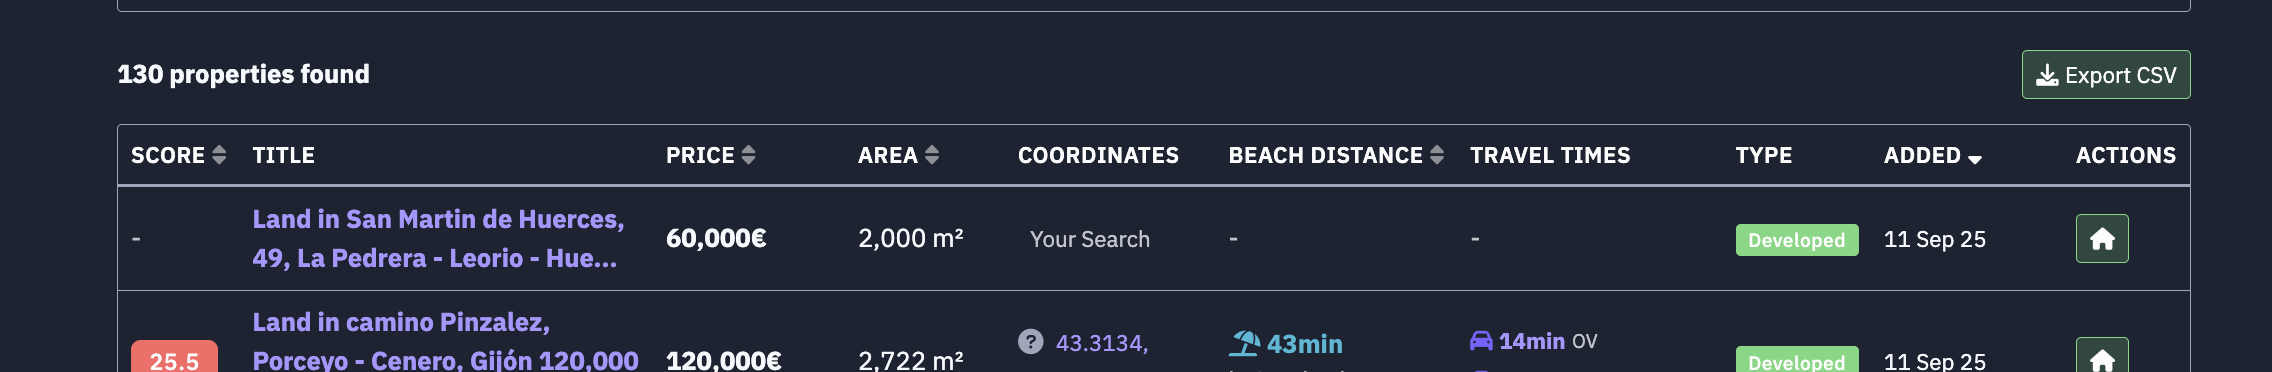 130 properties found
Export CSV
SCORE TITLE PRICE AREA COORDINATES BEACH DISTANCE TRAVEL TIMES TYPE ADDED ACTIONS
- Land in San Martin de Huerces, 49, La Pedrera - Leorio - Hue... 60,000€ 2,000 m² Your Search - - Developed 11 Sep 25
25.5 Land in camino Pinzalez, Porceyo - Cenero, Gijón 120,000 120,000€ 2,722 m² ? 43.3134, 43min 14min OV Developed 11 Sep 25